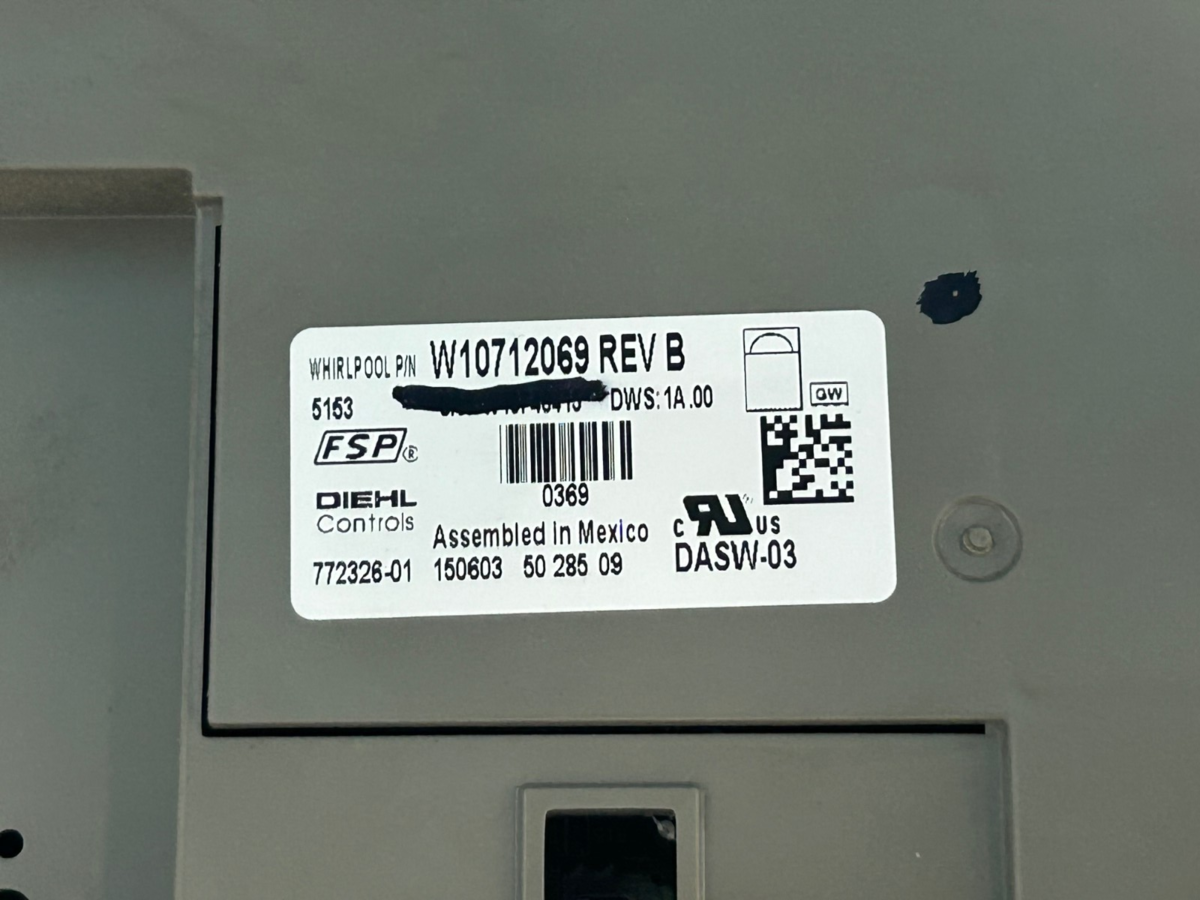 WHIRLPOOL P/N W10712069 REV B
5153 DWS: 1A.00
QW
FSP®
0369
DIEHL
Controls
Assembled in Mexico
C RU US
772326-01 150603 50 285 09
DASW-03